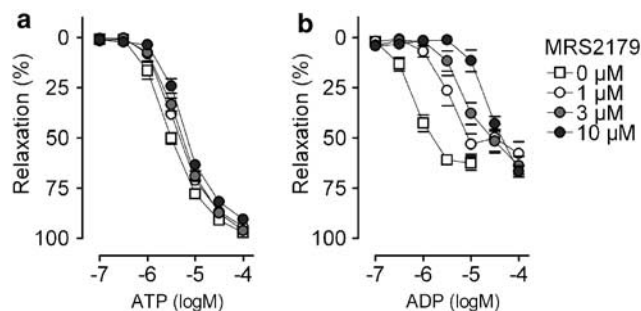 a
b
0
25
50
75
100
Relaxation (%)
-7
-6
-5
-4
ATP (logM)
0
25
50
75
100
Relaxation (%)
-7
-6
-5
-4
ADP (logM)
MRS2179
0 µM
1 µM
3 µM
10 µM